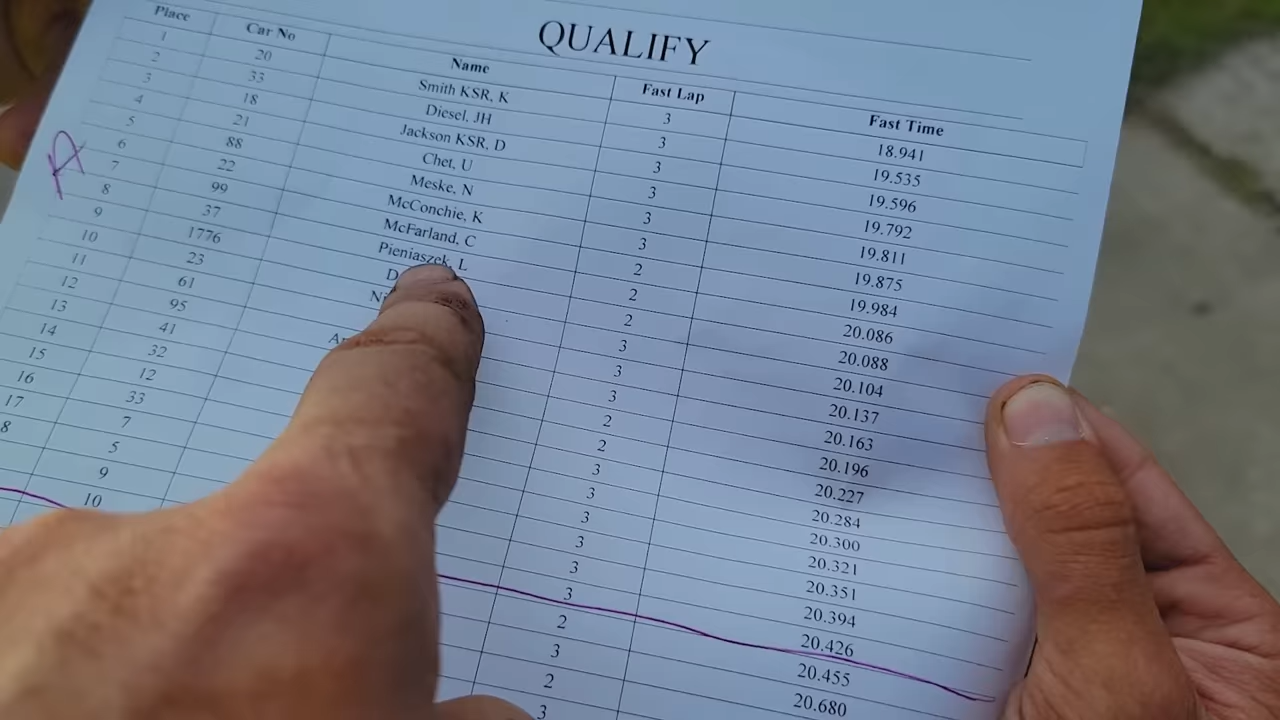 QUALIFY
Place Car No Name Fast Lap Fast Time
1 20 Smith KSR, K 3 18.941
2 33 Diesel, JH 3 19.535
3 18 Jackson KSR, D 3 19.596
4 21 Chet, U 3 19.792
5 88 Meske, N 3 19.811
6 22 McConchie, K 3 19.875
7 99 McFarland, C 2 19.984
8 37 Pieniaszek, L 2 20.086
9 1776 2 20.088
10 23 3 20.104
11 61 3 20.137
12 95 3 20.163
13 41 2 20.196
14 32 2 20.227
15 12 3 20.284
16 33 3 20.300
17 7 3 20.321
8 5 3 20.351
9 3 20.394
10 3 20.426
2 20.455
3 20.680
2
3
A